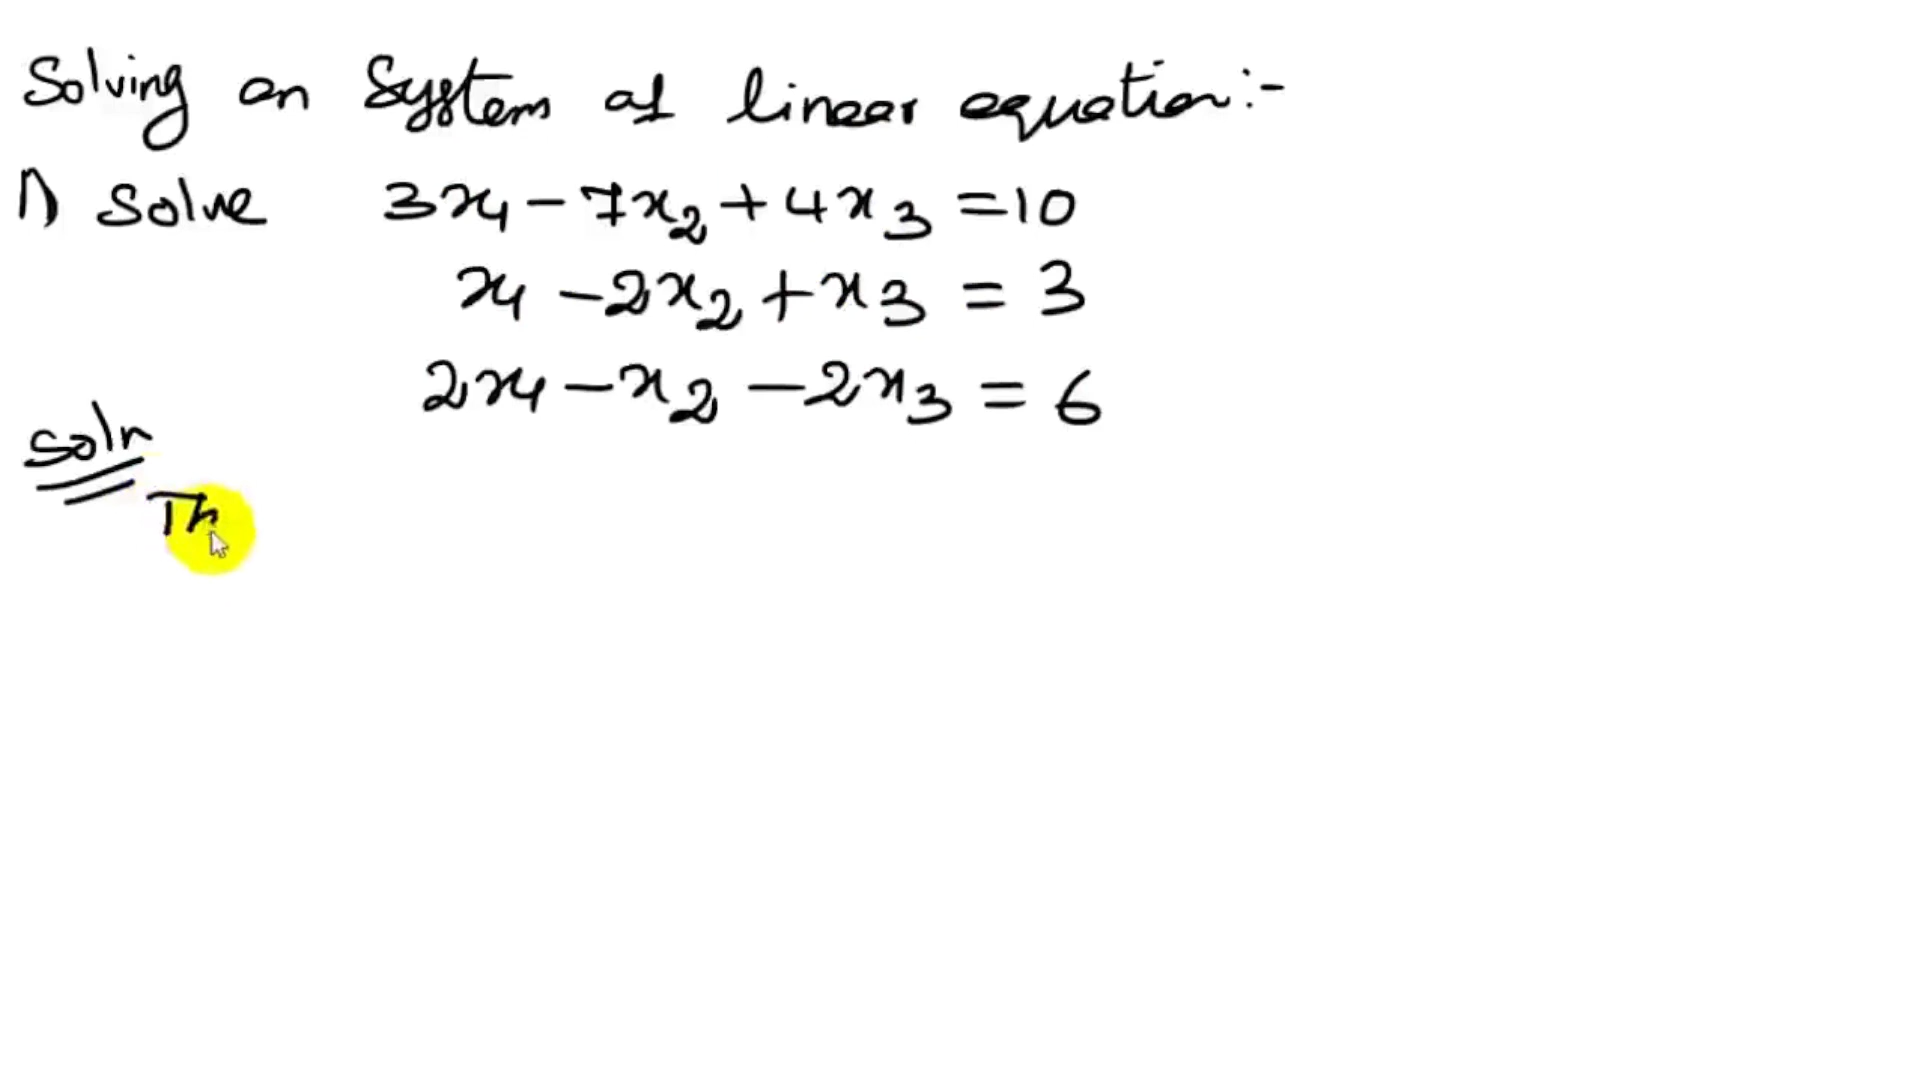 Solving an System of linear equation:-
1) Solve 3x₁ - 7x₂ + 4x₃ = 10
x₁ - 2x₂ + x₃ = 3
2x₁ - x₂ - 2x₃ = 6
Soln
Th